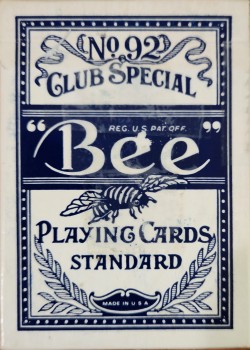 No. 92
CLUB SPECIAL
REG. U.S. PAT. OFF.
"Bee"
PLAYING CARDS
STANDARD
MADE IN U S A